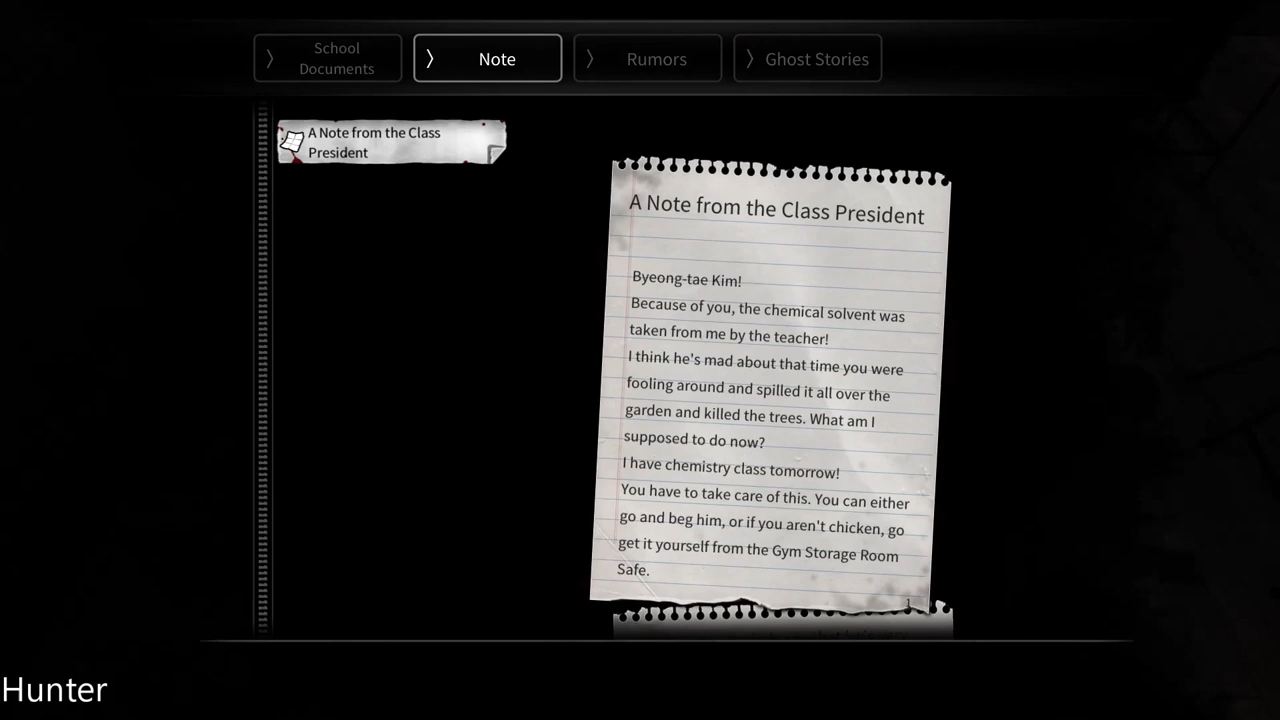 School
Documents
Note
Rumors
Ghost Stories
A Note from the Class
President
A Note from the Class President
Byeong-tae Kim!
Because of you, the chemical solvent was
taken from me by the teacher!
I think he's mad about that time you were
fooling around and spilled it all over the
garden and killed the trees. What am I
supposed to do now?
I have chemistry class tomorrow!
You have to take care of this. You can either
go and beg him, or if you aren't chicken, go
get it yourself from the Gym Storage Room
Safe.
1
Hunter